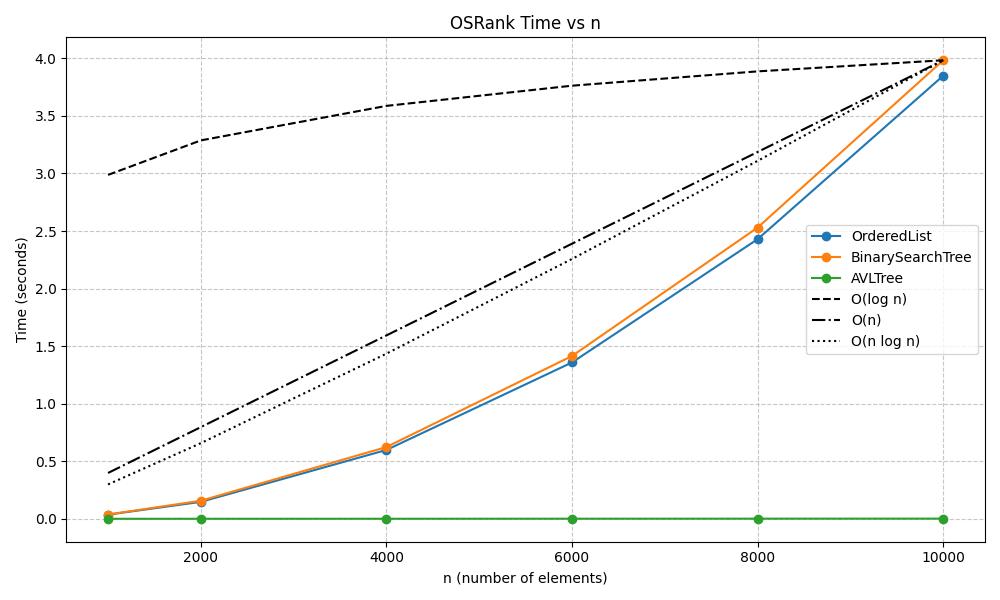 OSRank Time vs n
Time (seconds)
4.0
3.5
3.0
2.5
2.0
1.5
1.0
0.5
0.0
OrderedList
BinarySearchTree
AVLTree
O(log n)
O(n)
O(n log n)
2000 4000 6000 8000 10000
n (number of elements)